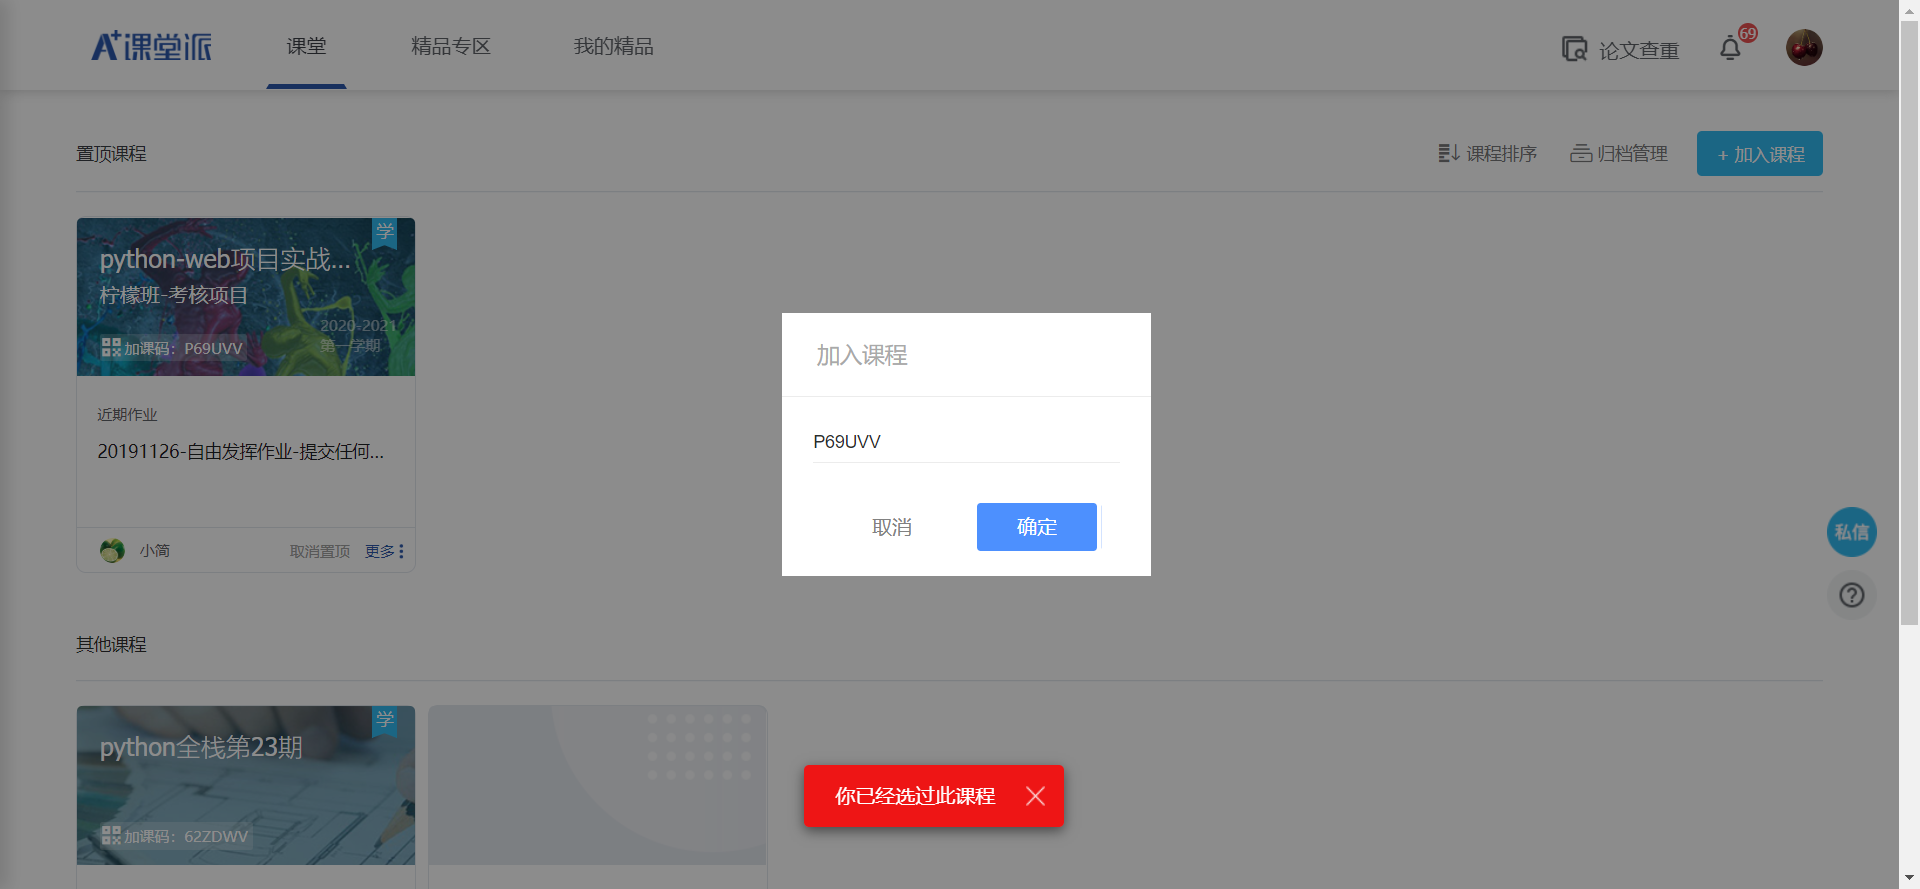 A+课堂派
课堂
精品专区
我的精品
论文查重
69
置顶课程
课程排序
归档管理
+ 加入课程
学
python-web项目实战...
柠檬班-考核项目
2020-2021
第一学期
加课码：P69UVV
近期作业
20191126-自由发挥作业-提交任何...
小简
取消置顶
更多
加入课程
P69UVV
取消
确定
私信
其他课程
学
python全栈第23期
加课码：62ZDWV
你已经选过此课程